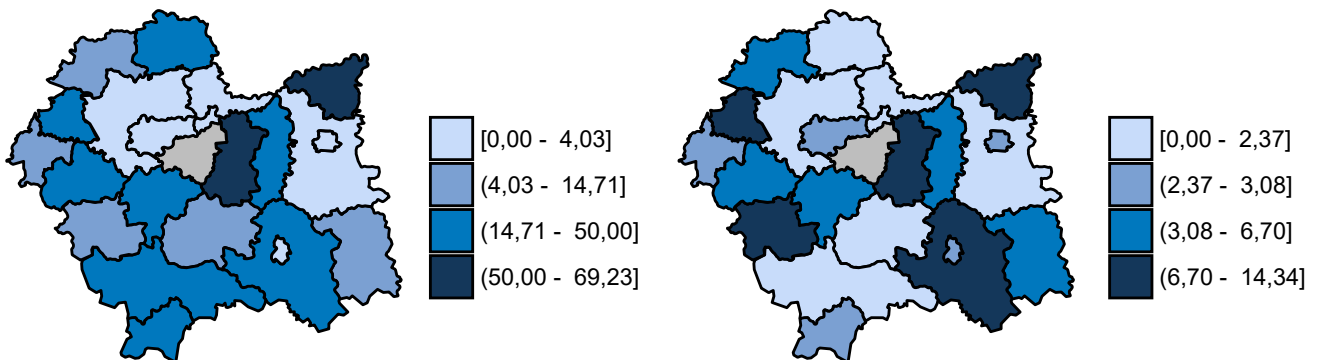 [0,00 - 4,03]
(4,03 - 14,71]
(14,71 - 50,00]
(50,00 - 69,23]
[0,00 - 2,37]
(2,37 - 3,08]
(3,08 - 6,70]
(6,70 - 14,34]